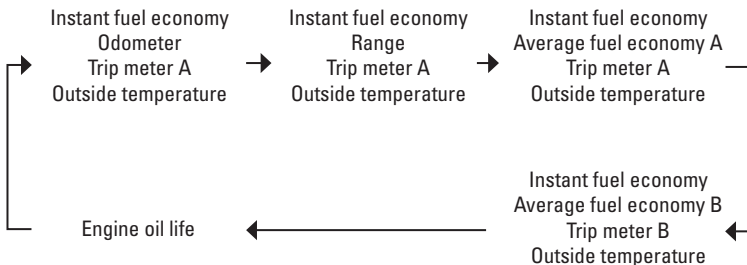 Instant fuel economy
Odometer
Trip meter A
Outside temperature
Instant fuel economy
Range
Trip meter A
Outside temperature
Instant fuel economy
Average fuel economy A
Trip meter A
Outside temperature
Instant fuel economy
Average fuel economy B
Trip meter B
Outside temperature
Engine oil life